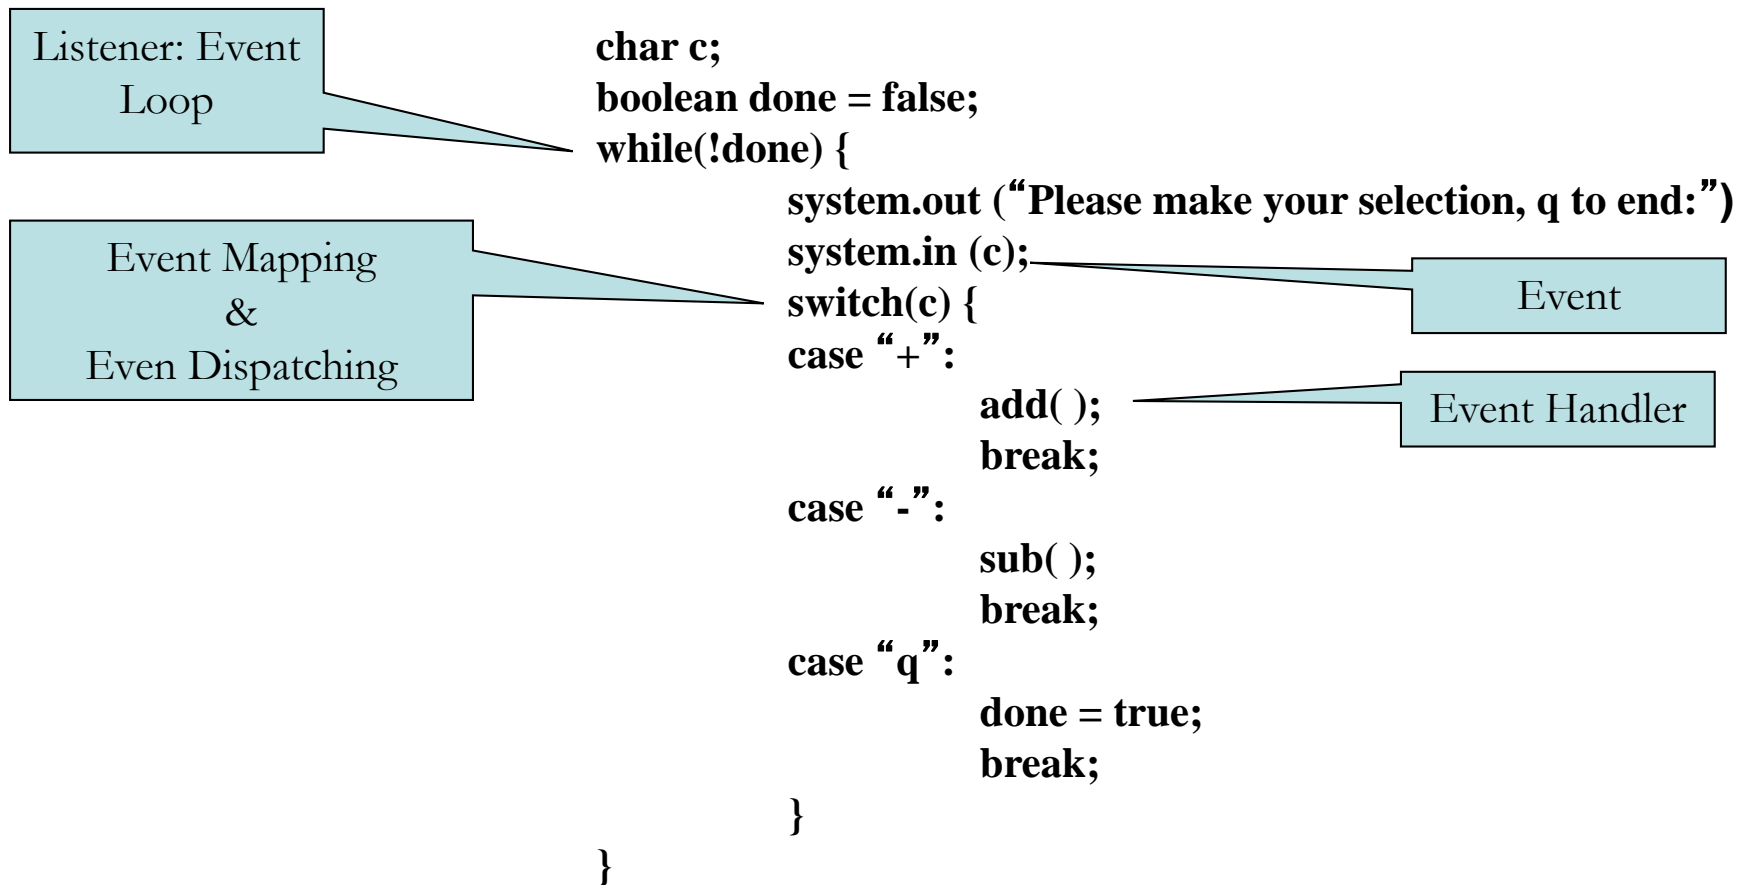 Listener: Event
Loop
char c;
boolean done = false;
while(!done) {
system.out (“Please make your selection, q to end:”)
Event Mapping
&
Even Dispatching
system.in (c);
Event
switch(c) {
case “+”:
add( );
Event Handler
break;
case “-”:
sub( );
break;
case “q”:
done = true;
break;
}
}